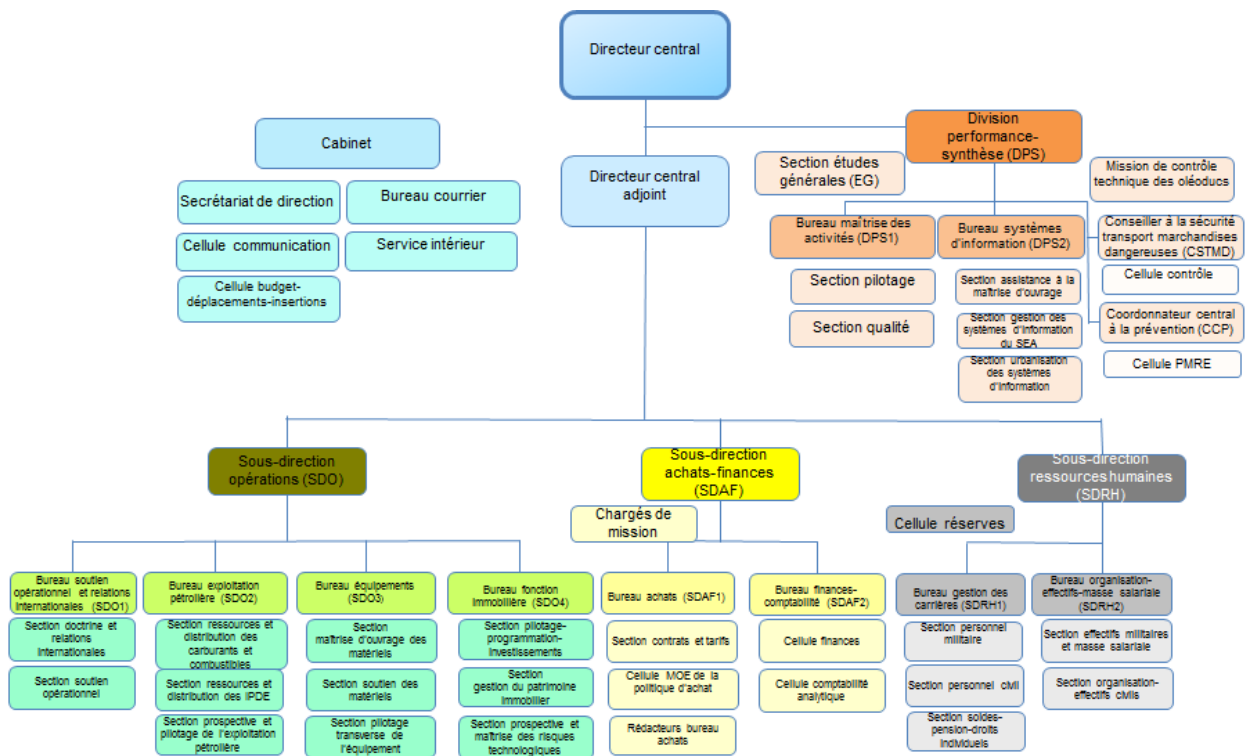 Directeur central
Cabinet
Secrétariat de direction
Bureau courrier
Cellule communication
Service intérieur
Cellule budget-
déplacements-insertions
Directeur central
adjoint
Division
performance-
synthèse (DPS)
Section études
générales (EG)
Mission de contrôle
technique des oléoducs
Bureau maîtrise des
activités (DPS1)
Bureau systèmes
d'information (DPS2)
Conseiller à la sécurité
transport marchandises
dangereuses (CSTMD)
Section pilotage
Section assistance à la
maîtrise d'ouvrage
Cellule contrôle
Section qualité
Section gestion des
systèmes d'information
du SEA
Coordonnateur central
à la prévention (CCP)
Section urbanisation
des systèmes
d'information
Cellule PMRE
Sous-direction
opérations (SDO)
Sous-direction
achats-finances
(SDAF)
Sous-direction
ressources humaines
(SDRH)
Chargés de
mission
Cellule réserves
Bureau soutien
opérationnel et relations
internationales (SDO1)
Section doctrine et
relations
internationales
Section soutien
opérationnel
Bureau exploitation
pétrolière (SDO2)
Section ressources et
distribution des
carburants et
combustibles
Section ressources et
distribution des IPDE
Section prospective et
pilotage de l'exploitation
pétrolière
Bureau équipements
(SDO3)
Section
maîtrise d'ouvrage des
matériels
Section soutien des
matériels
Section pilotage
transverse de
l'équipement
Bureau fonction
immobilière (SDO4)
Section pilotage-
programmation-
investissements
Section
gestion du patrimoine
immobilier
Section prospective et
maîtrise des risques
technologiques
Bureau achats (SDAF1)
Section contrats et tarifs
Cellule MOE de la
politique d'achat
Rédacteurs bureau
achats
Bureau finances-
comptabilité (SDAF2)
Cellule finances
Cellule comptabilité
analytique
Bureau gestion des
carrières (SDRH1)
Section personnel
militaire
Section personnel civil
Section soldes-
pension-droits
individuels
Bureau organisation-
effectifs-masse salariale
(SDRH2)
Section effectifs militaires
et masse salariale
Section organisation-
effectifs civils